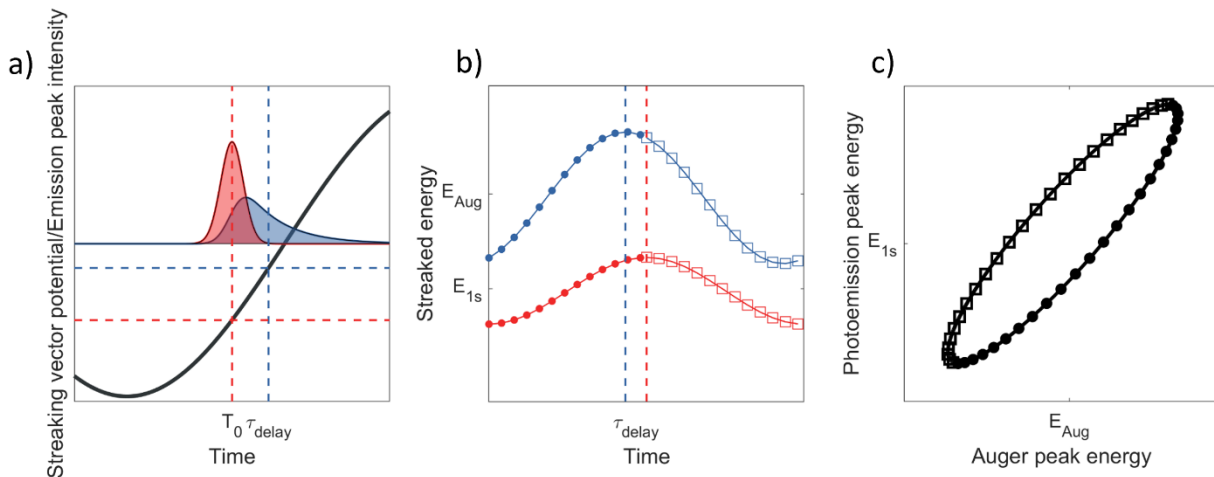 a)
Streaking vector potential/Emission peak intensity
T0 τdelay
Time
b)
Streaked energy
EAug
E1s
τdelay
Time
c)
Photoemission peak energy
E1s
EAug
Auger peak energy